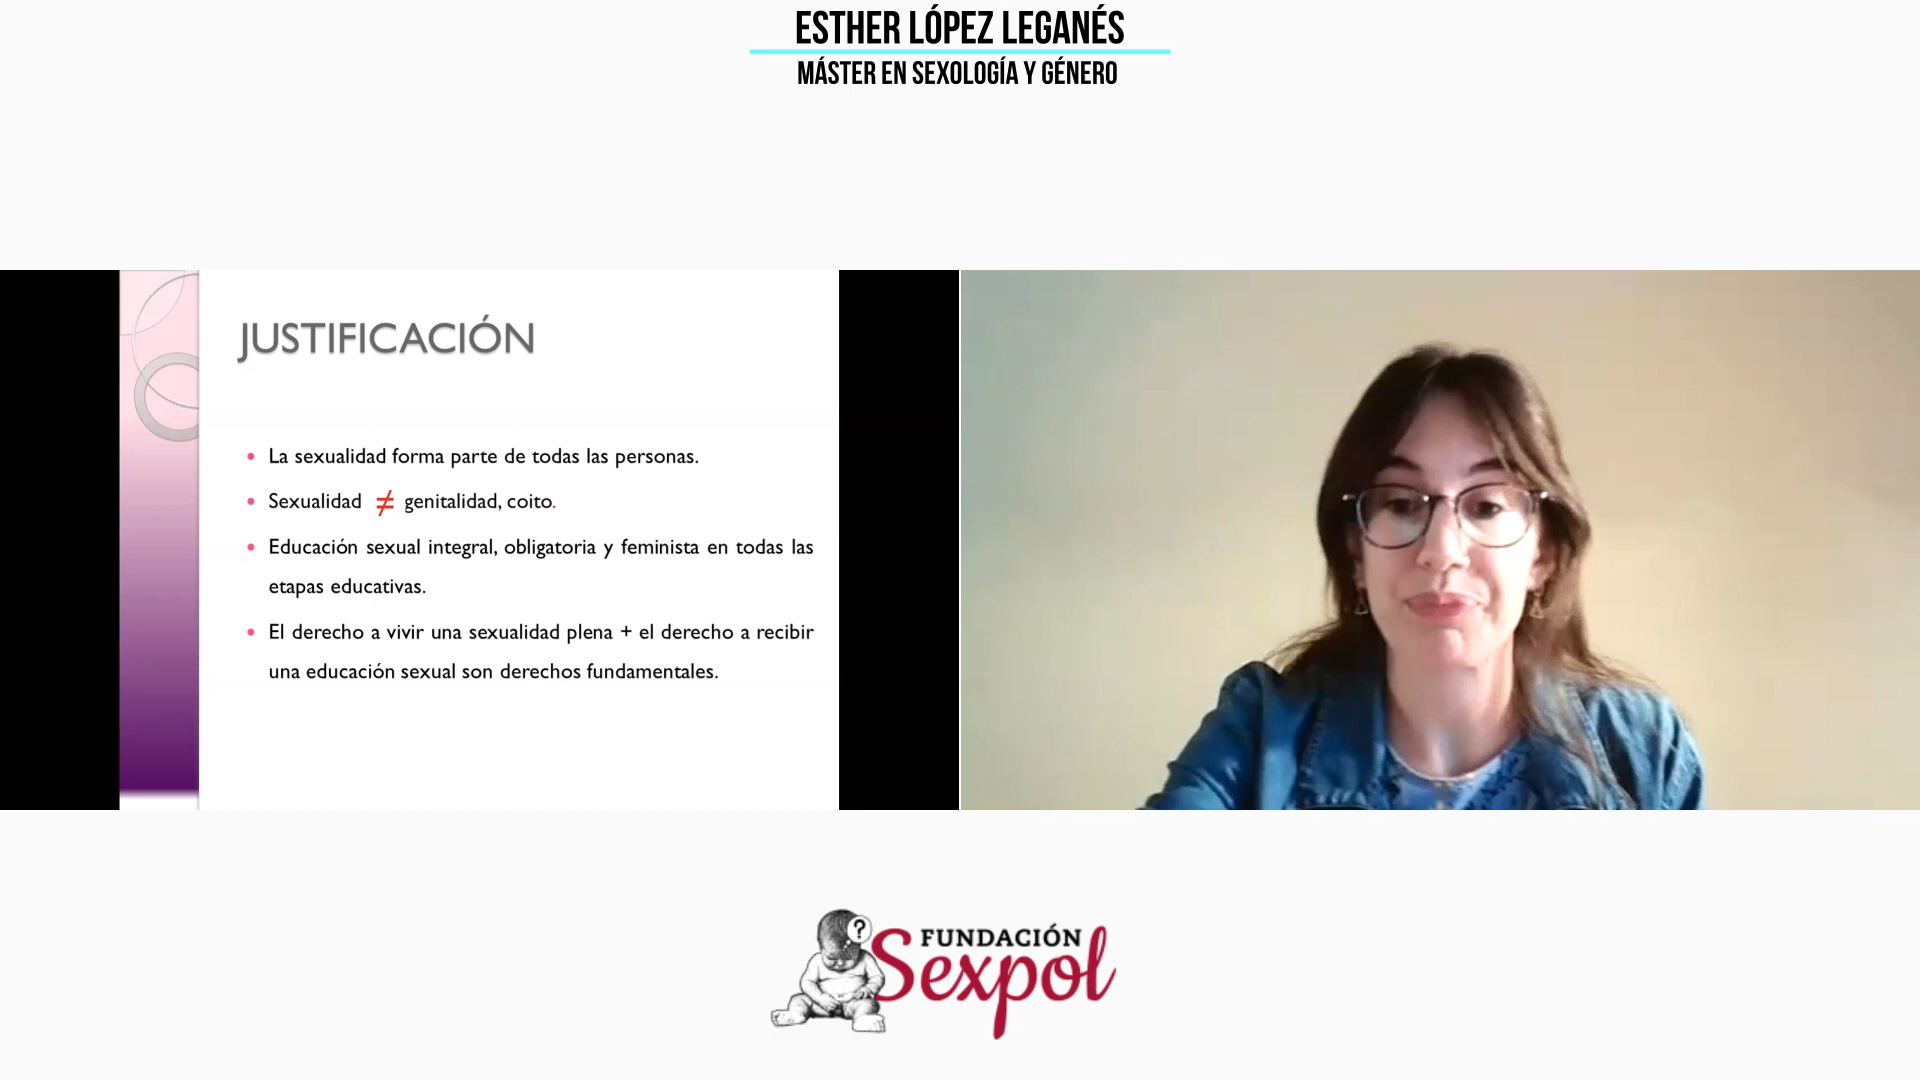 ESTHER LÓPEZ LEGANÉS
MÁSTER EN SEXOLOGÍA Y GÉNERO
JUSTIFICACIÓN
• La sexualidad forma parte de todas las personas.
• Sexualidad ≠ genitalidad, coito.
• Educación sexual integral, obligatoria y feminista en todas las
etapas educativas.
• El derecho a vivir una sexualidad plena + el derecho a recibir
una educación sexual son derechos fundamentales.
?
FUNDACIÓN
Sexpol